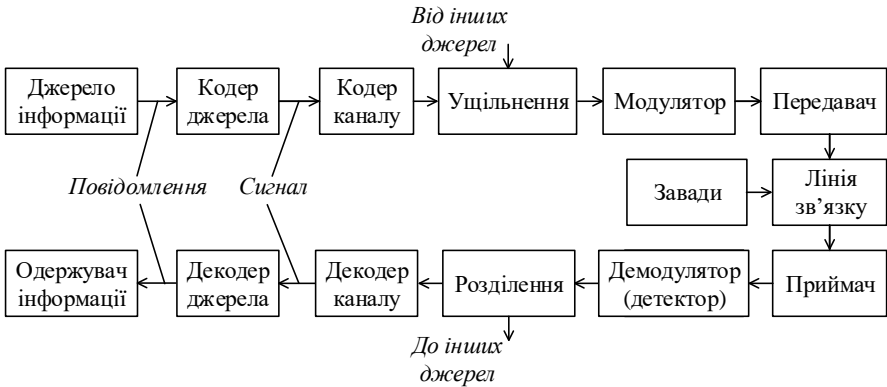 Від інших
джерел
Джерело
інформації
Кодер
джерела
Кодер
каналу
Ущільнення
Модулятор
Передавач
Повідомлення
Сигнал
Завади
Лінія
зв’язку
Одержувач
інформації
Декодер
джерела
Декодер
каналу
Розділення
Демодулятор
(детектор)
Приймач
До інших
джерел